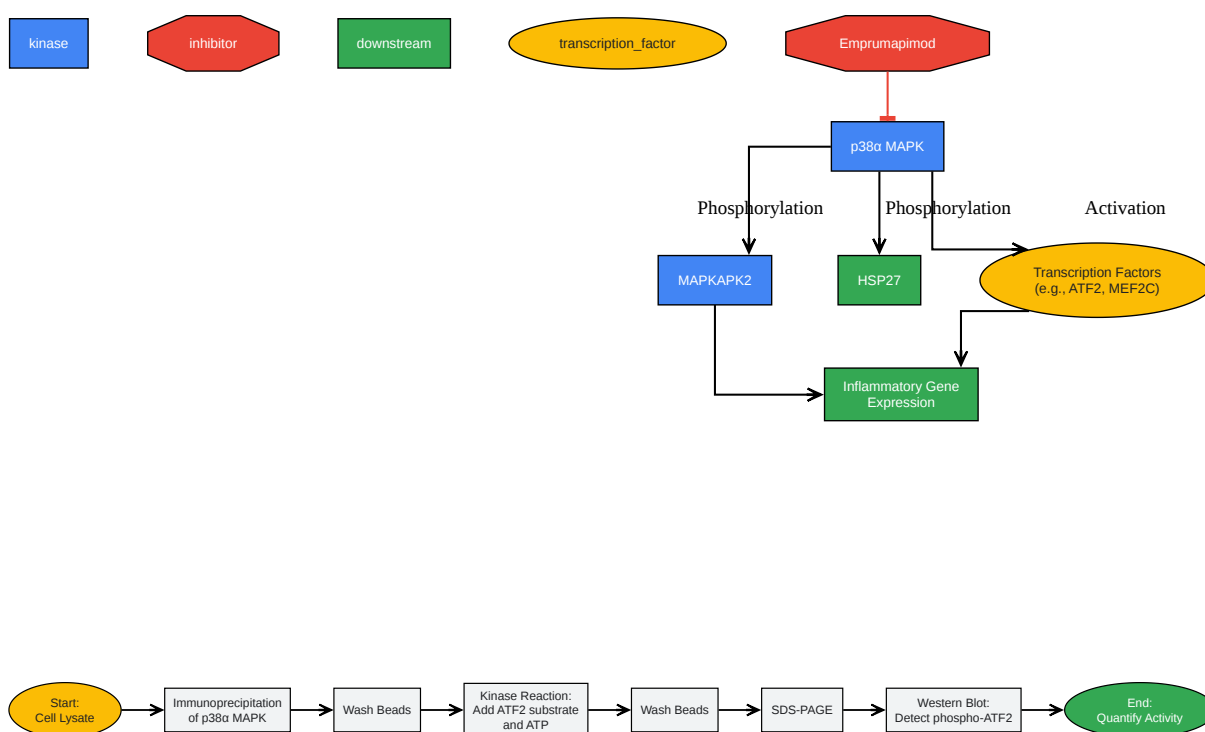 kinase
inhibitor
downstream
transcription_factor
Emprumapimod
p38α MAPK
Phosphorylation
Phosphorylation
Activation
MAPKAPK2
HSP27
Transcription Factors
(e.g., ATF2, MEF2C)
Inflammatory Gene
Expression
Start:
Cell Lysate
Immunoprecipitation
of p38α MAPK
Wash Beads
Kinase Reaction:
Add ATF2 substrate
and ATP
Wash Beads
SDS-PAGE
Western Blot:
Detect phospho-ATF2
End:
Quantify Activity